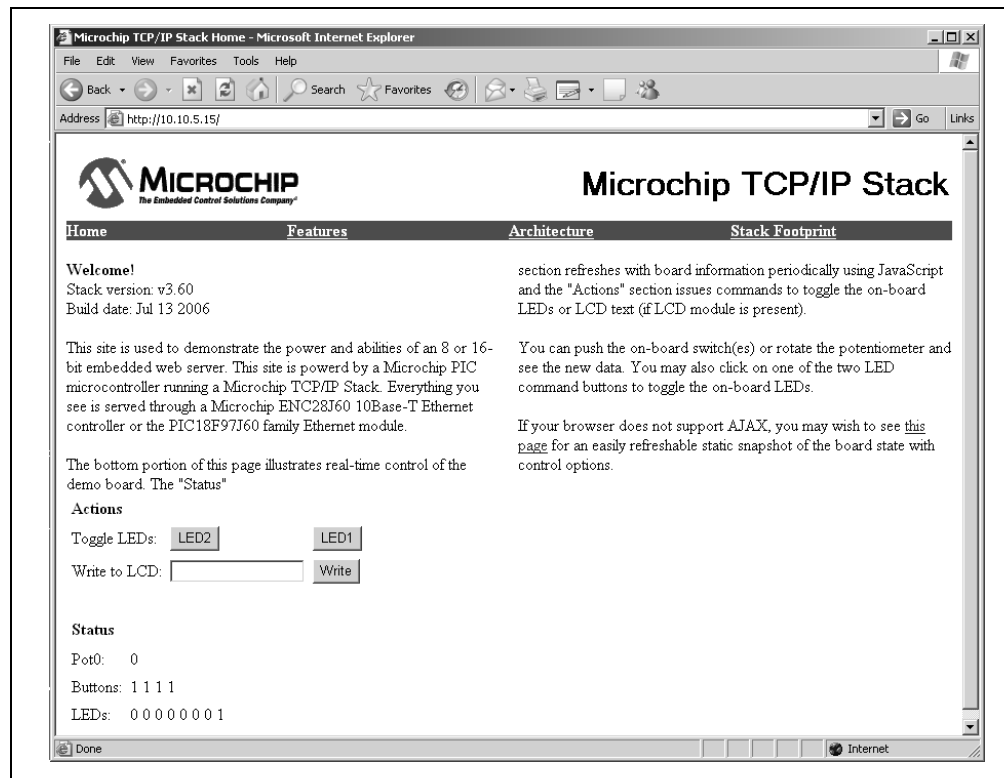 Microchip TCP/IP Stack Home - Microsoft Internet Explorer
File Edit View Favorites Tools Help
Back Search Favorites
Address http://10.10.5.15/ Go Links
MICROCHIP
The Embedded Control Solutions Company®
Microchip TCP/IP Stack
Home Features Architecture Stack Footprint
Welcome!
Stack version: v3.60
Build date: Jul 13 2006
This site is used to demonstrate the power and abilities of an 8 or 16-
bit embedded web server. This site is powerd by a Microchip PIC
microcontroller running a Microchip TCP/IP Stack. Everything you
see is served through a Microchip ENC28J60 10Base-T Ethernet
controller or the PIC18F97J60 family Ethernet module.
The bottom portion of this page illustrates real-time control of the
demo board. The "Status"
section refreshes with board information periodically using JavaScript
and the "Actions" section issues commands to toggle the on-board
LEDs or LCD text (if LCD module is present).
You can push the on-board switch(es) or rotate the potentiometer and
see the new data. You may also click on one of the two LED
command buttons to toggle the on-board LEDs.
If your browser does not support AJAX, you may wish to see this
page for an easily refreshable static snapshot of the board state with
control options.
Actions
Toggle LEDs: LED2 LED1
Write to LCD: Write
Status
Pot0: 0
Buttons: 1 1 1 1
LEDs: 0 0 0 0 0 0 0 1
Done Internet